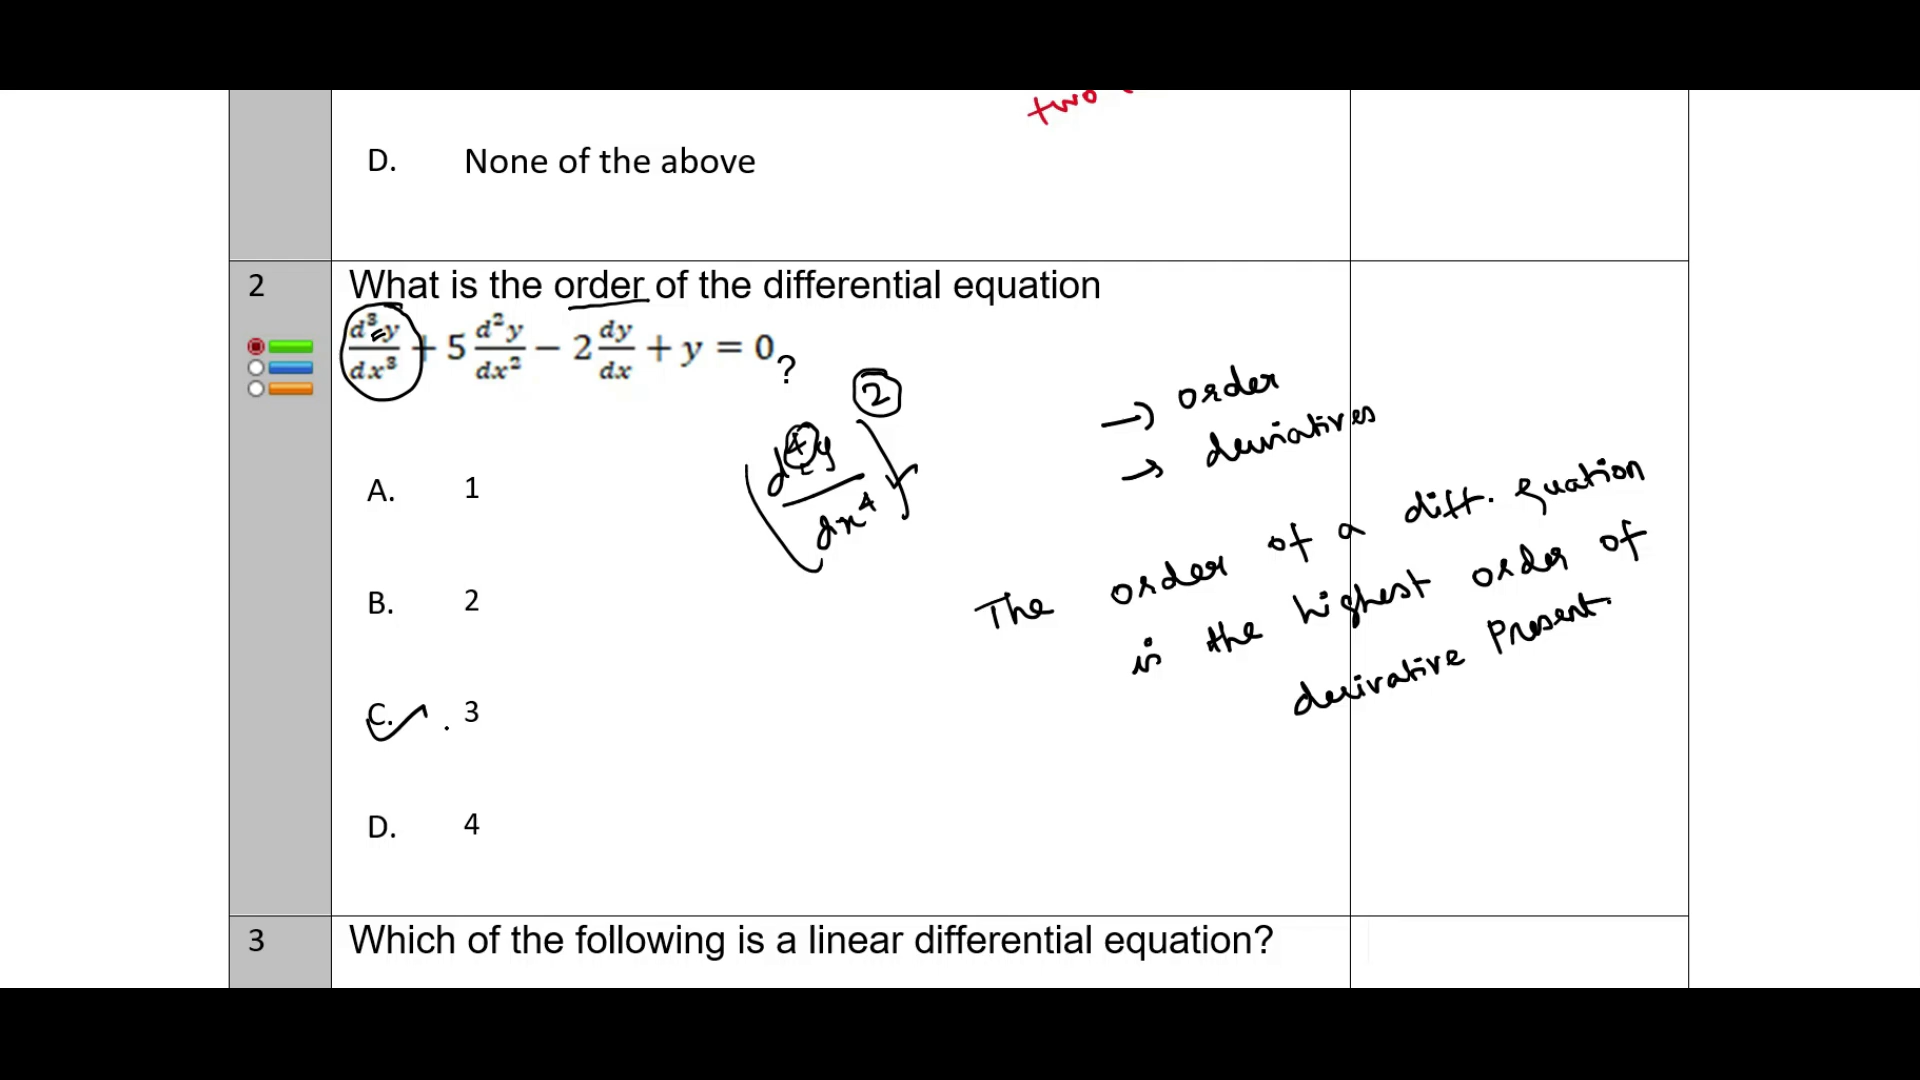 two
D. None of the above
2 What is the order of the differential equation
d³y/dx³ + 5 d²y/dx² − 2 dy/dx + y = 0 ?
2
(d⁴y/dx⁴)
→ order
→ derivatives
A. 1
The order of a diff. Equation
B. 2
is the highest order of
derivative Present.
C. 3
D. 4
3 Which of the following is a linear differential equation?